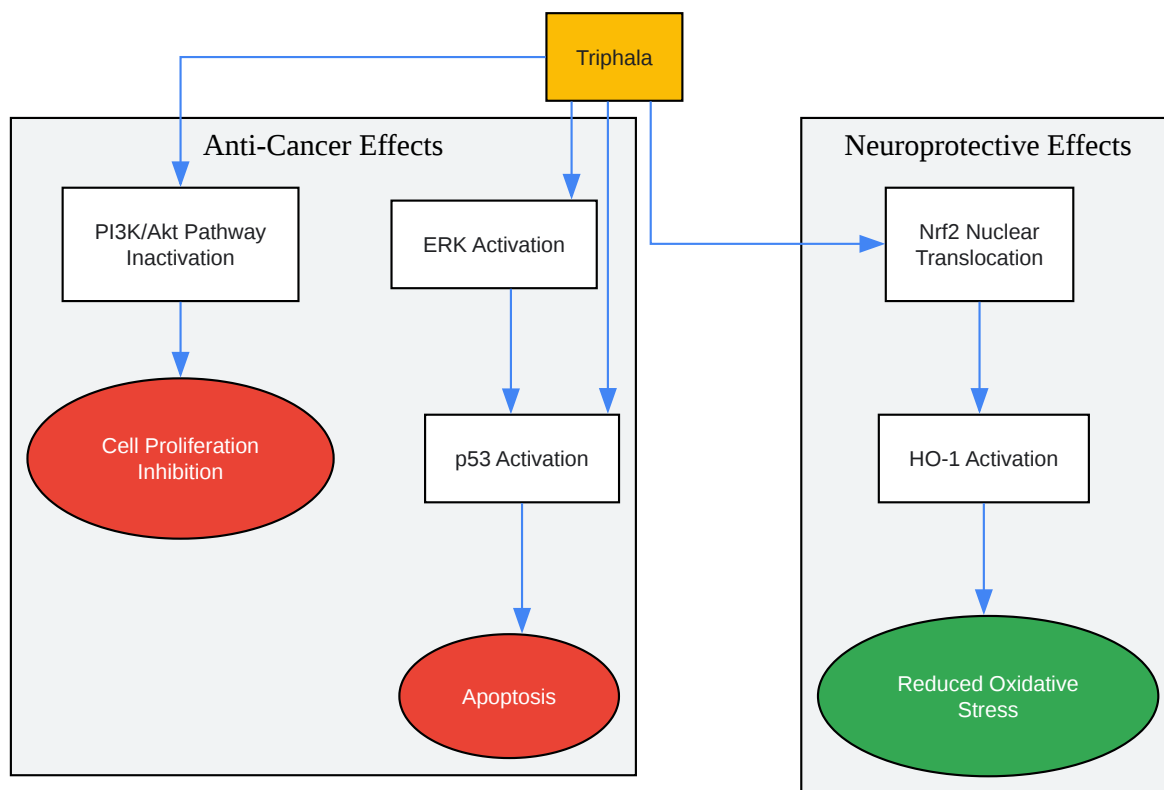 Triphala
Anti-Cancer Effects
PI3K/Akt Pathway
Inactivation
ERK Activation
Cell Proliferation
Inhibition
p53 Activation
Apoptosis
Neuroprotective Effects
Nrf2 Nuclear
Translocation
HO-1 Activation
Reduced Oxidative
Stress